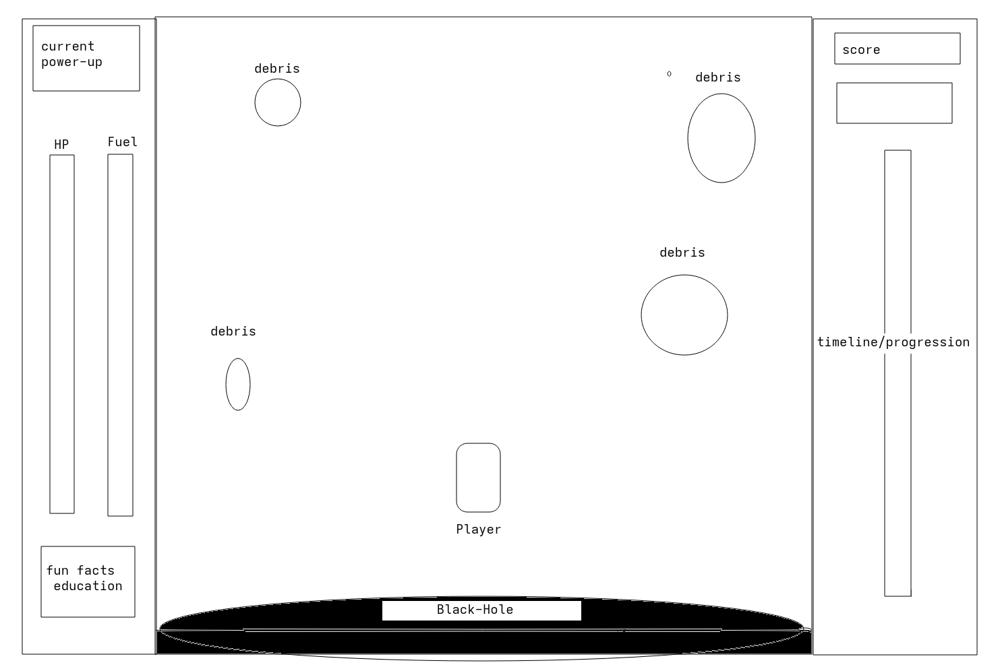 current
power-up
HP
Fuel
fun facts
education
debris
debris
debris
debris
Player
Black-Hole
score
timeline/progression